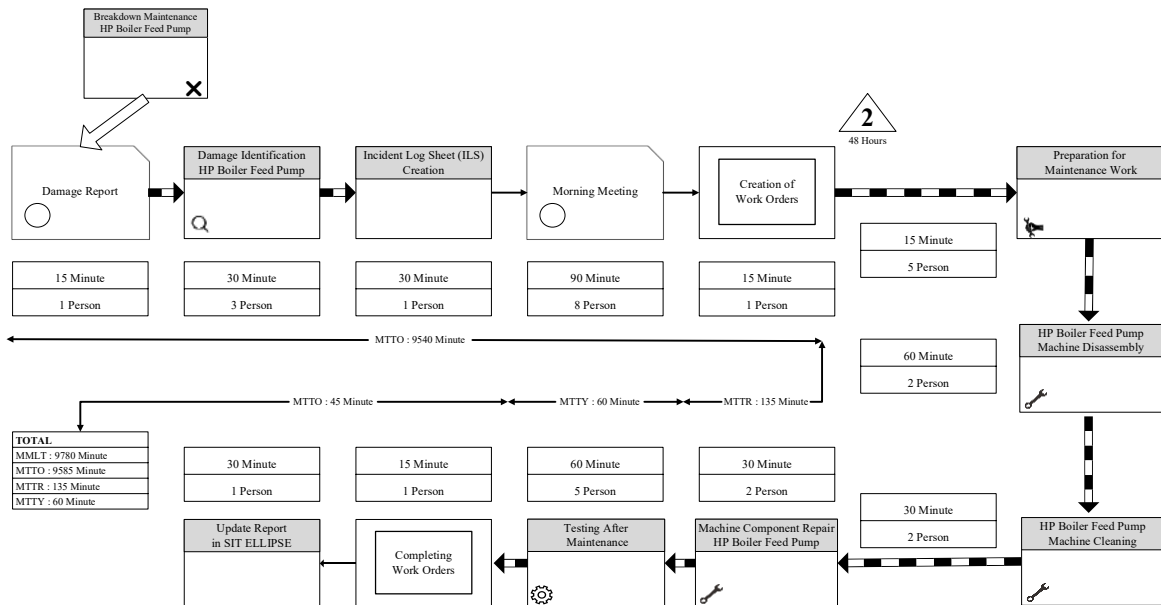 Breakdown Maintenance
HP Boiler Feed Pump
Damage Report
Damage Identification
HP Boiler Feed Pump
Incident Log Sheet (ILS)
Creation
Morning Meeting
Creation of
Work Orders
2
48 Hours
Preparation for
Maintenance Work
15 Minute
1 Person
30 Minute
3 Person
30 Minute
1 Person
90 Minute
8 Person
15 Minute
1 Person
15 Minute
5 Person
MTTO : 9540 Minute
60 Minute
2 Person
HP Boiler Feed Pump
Machine Disassembly
MTTO : 45 Minute
MTTY : 60 Minute
MTTR : 135 Minute
TOTAL
MMLT : 9780 Minute
MTTO : 9585 Minute
MTTR : 135 Minute
MTTY : 60 Minute
30 Minute
1 Person
15 Minute
1 Person
60 Minute
5 Person
30 Minute
2 Person
30 Minute
2 Person
Update Report
in SIT ELLIPSE
Completing
Work Orders
Testing After
Maintenance
Machine Component Repair
HP Boiler Feed Pump
HP Boiler Feed Pump
Machine Cleaning